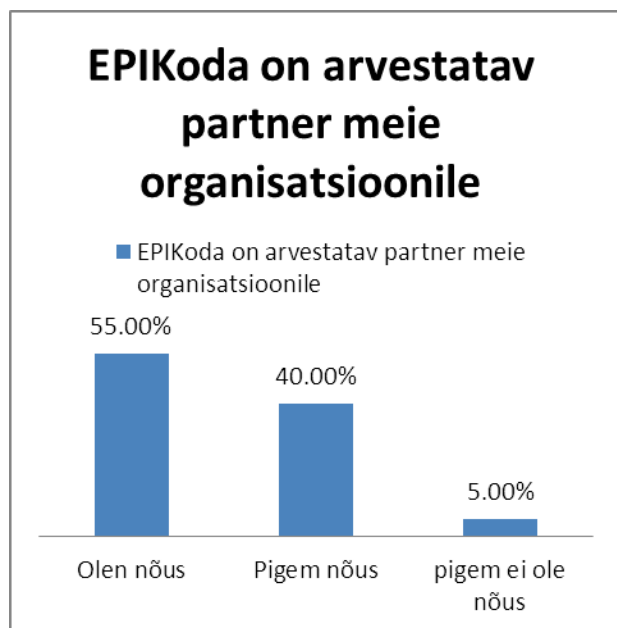 EPIKoda on arvestatav
partner meie
organisatsioonile
EPIKoda on arvestatav partner meie
organisatsioonile
55.00%
40.00%
5.00%
Olen nõus
Pigem nõus
pigem ei ole
nõus